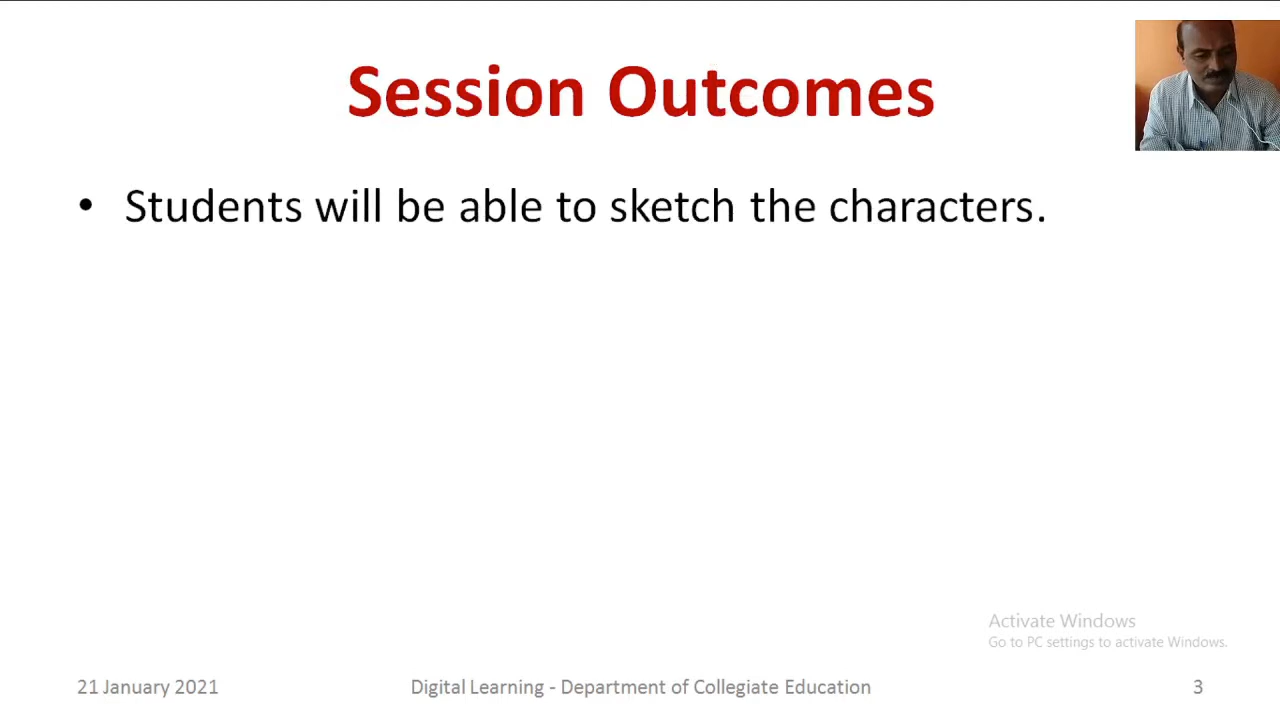 Session Outcomes
• Students will be able to sketch the characters.
Activate Windows
Go to PC settings to activate Windows.
21 January 2021
Digital Learning - Department of Collegiate Education
3